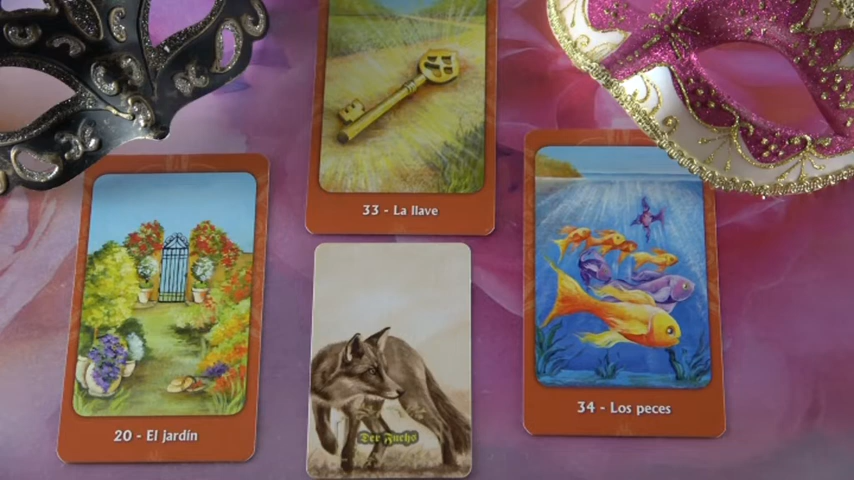 33 - La llave
20 - El jardín
Der Fuchs
34 - Los peces